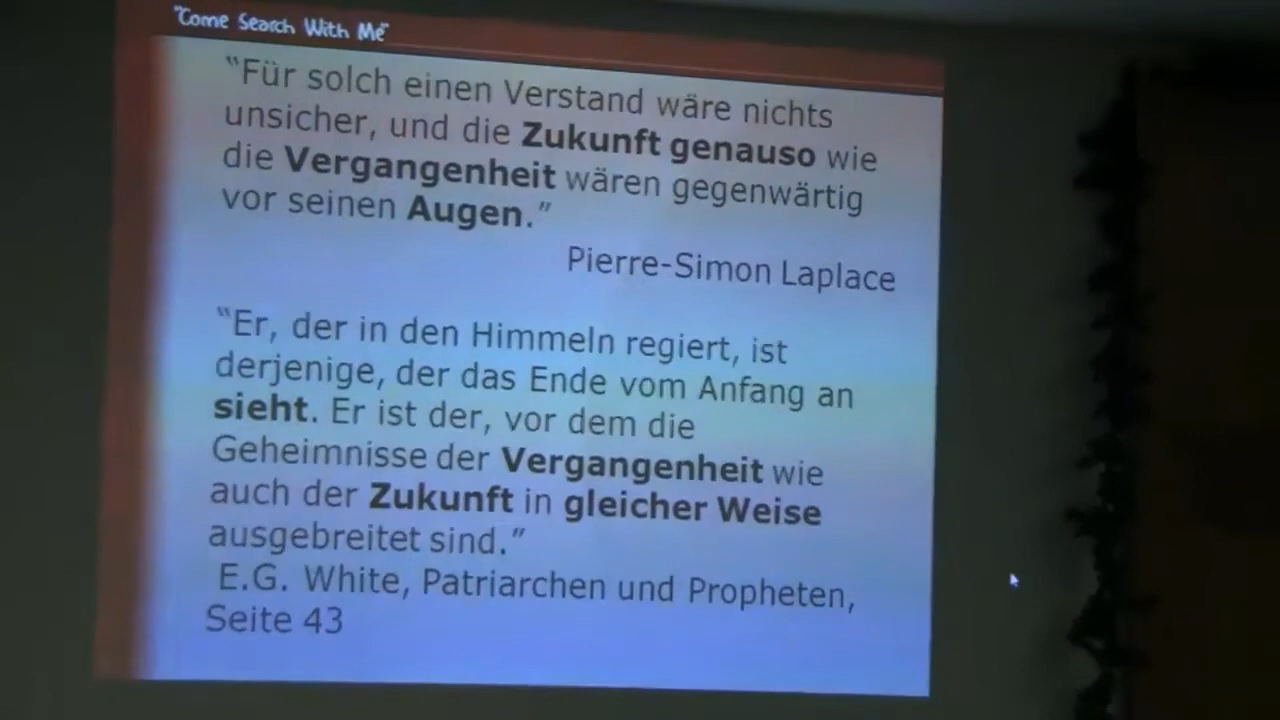 "Come Search With Me"
"Für solch einen Verstand wäre nichts
unsicher, und die Zukunft genauso wie
die Vergangenheit wären gegenwärtig
vor seinen Augen."
Pierre-Simon Laplace
"Er, der in den Himmeln regiert, ist
derjenige, der das Ende vom Anfang an
sieht. Er ist der, vor dem die
Geheimnisse der Vergangenheit wie
auch der Zukunft in gleicher Weise
ausgebreitet sind."
E.G. White, Patriarchen und Propheten,
Seite 43